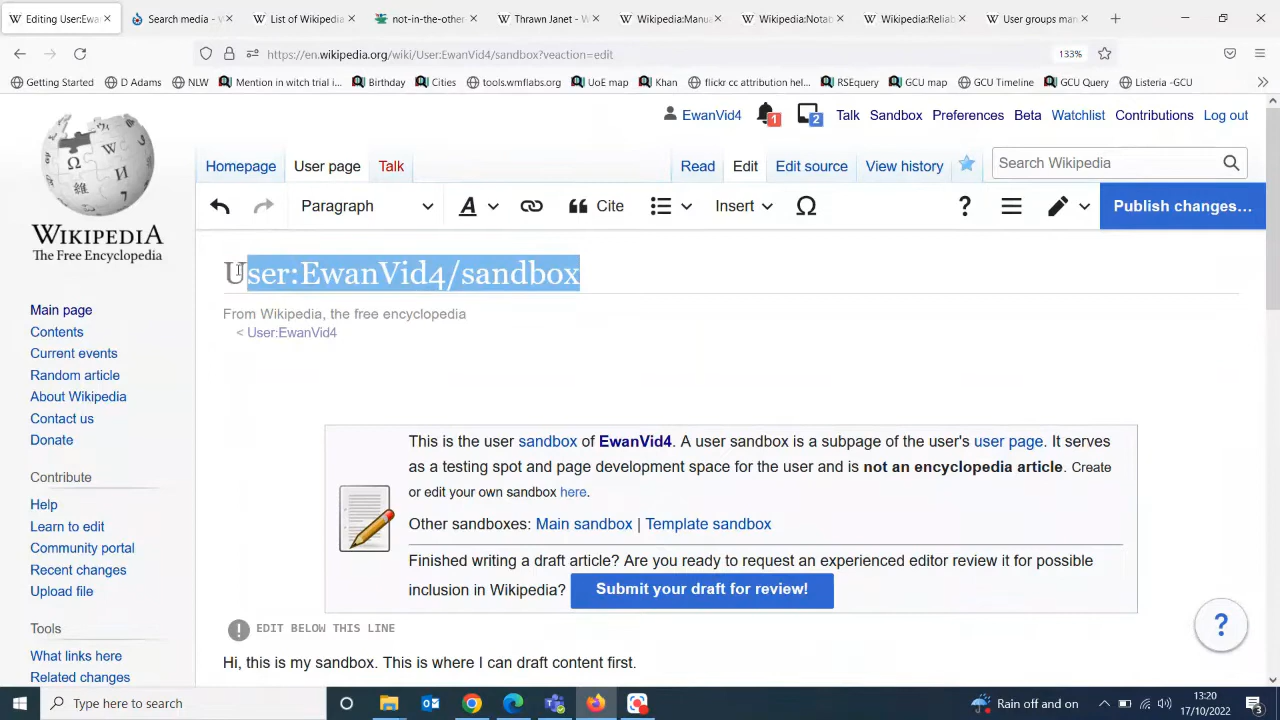 Editing User:Ewa
Search media - 
List of Wikipedia
not-in-the-other
Thrawn Janet - W
Wikipedia:Manu
Wikipedia:Notab
Wikipedia:Reliab
User groups man
https://en.wikipedia.org/wiki/User:EwanVid4/sandbox?veaction=edit
133%
Getting Started D Adams NLW Mention in witch trial i... Birthday Cities tools.wmflabs.org UoE map Khan flickr cc attribution hel... RSEquery GCU map GCU Timeline GCU Query Listeria -GCU
EwanVid4 1 2 Talk Sandbox Preferences Beta Watchlist Contributions Log out
Homepage User page Talk Read Edit Edit source View history Search Wikipedia
Paragraph A Cite Insert Ω ? Publish changes...
WIKIPEDIA
The Free Encyclopedia
Main page
Contents
Current events
Random article
About Wikipedia
Contact us
Donate
Contribute
Help
Learn to edit
Community portal
Recent changes
Upload file
Tools
What links here
Related changes
User:EwanVid4/sandbox
From Wikipedia, the free encyclopedia
< User:EwanVid4
This is the user sandbox of EwanVid4. A user sandbox is a subpage of the user's user page. It serves
as a testing spot and page development space for the user and is not an encyclopedia article. Create
or edit your own sandbox here.
Other sandboxes: Main sandbox | Template sandbox
Finished writing a draft article? Are you ready to request an experienced editor review it for possible
inclusion in Wikipedia? Submit your draft for review!
EDIT BELOW THIS LINE
Hi, this is my sandbox. This is where I can draft content first.
?
Type here to search
Rain off and on
13:20
17/10/2022
3